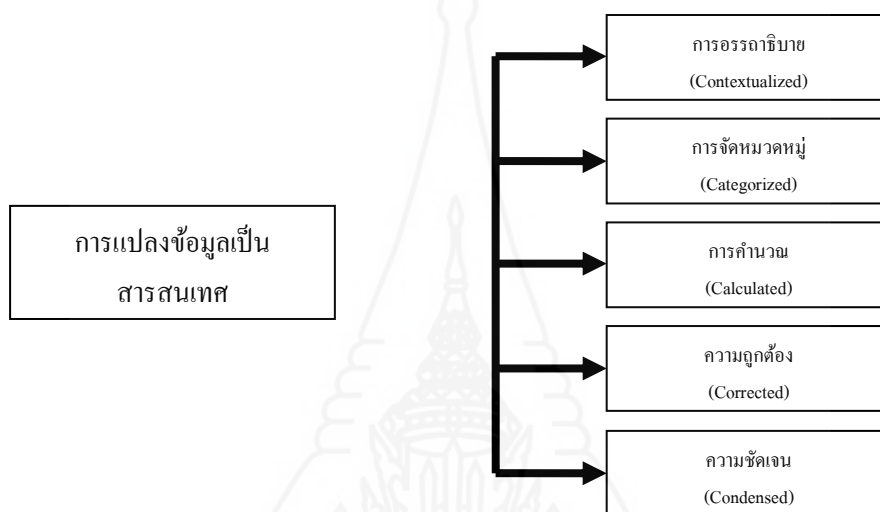 การแปลงข้อมูลเป็น
สารสนเทศ
การอรรถาธิบาย
(Contextualized)
การจัดหมวดหมู่
(Categorized)
การคำนวณ
(Calculated)
ความถูกต้อง
(Corrected)
ความชัดเจน
(Condensed)